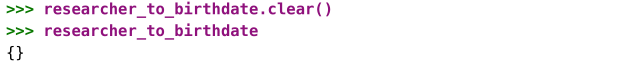 >>> researcher_to_birthdate.clear()
>>> researcher_to_birthdate
{}